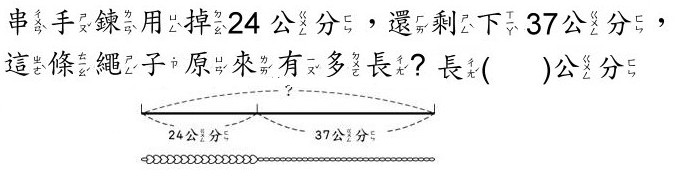 串手鍊用掉24公分，還剩下37公分，
這條繩子原來有多長？長(　　)公分
?
24公分　37公分